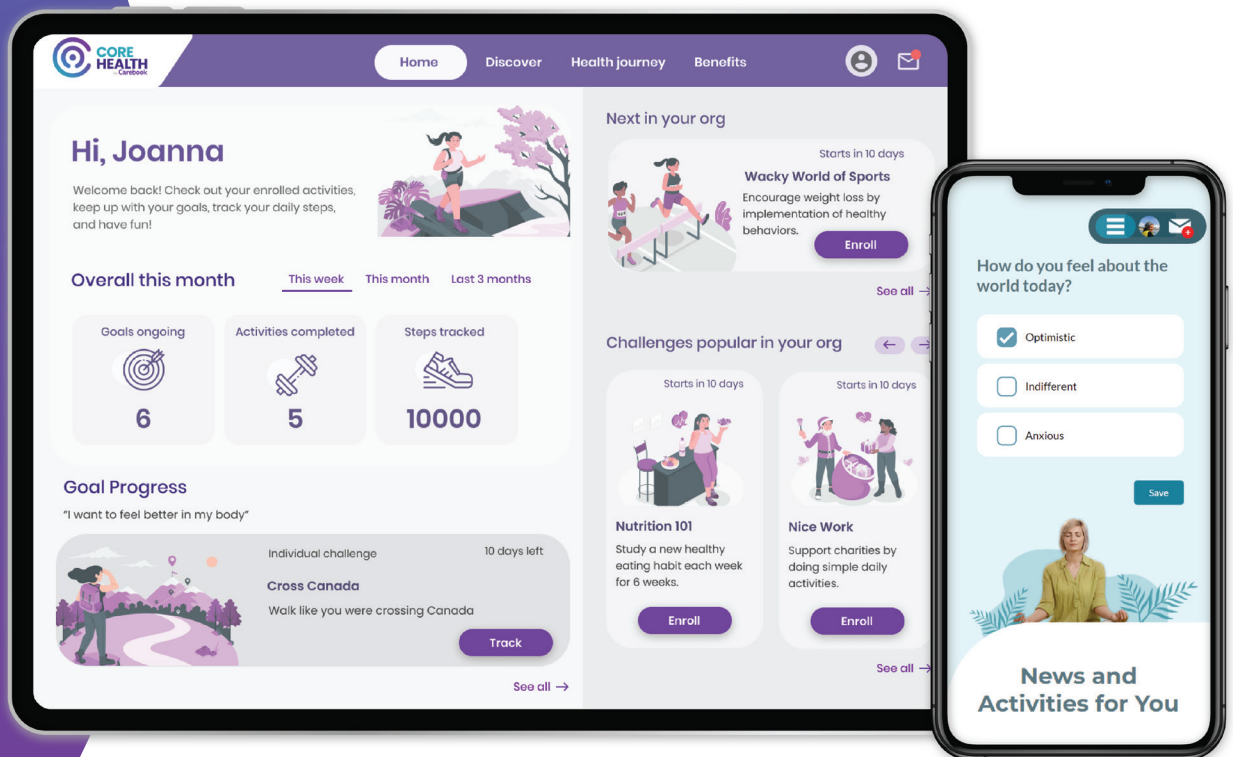 CORE
HEALTH
by Carebook
Home
Discover
Health journey
Benefits
Hi, Joanna
Welcome back! Check out your enrolled activities,
keep up with your goals, track your daily steps,
and have fun!
Overall this month
This week
This month
Last 3 months
Goals ongoing
6
Activities completed
5
Steps tracked
10000
Goal Progress
"I want to feel better in my body"
Individual challenge
10 days left
Cross Canada
Walk like you were crossing Canada
Track
See all →
Next in your org
Starts in 10 days
Wacky World of Sports
Encourage weight loss by
implementation of healthy
behaviors.
Enroll
See all
Challenges popular in your org
Starts in 10 days
Nutrition 101
Study a new healthy
eating habit each week
for 6 weeks.
Enroll
Starts in 10 days
Nice Work
Support charities by
doing simple daily
activities.
Enroll
See all
How do you feel about the
world today?
Optimistic
Indifferent
Anxious
Save
News and
Activities for You